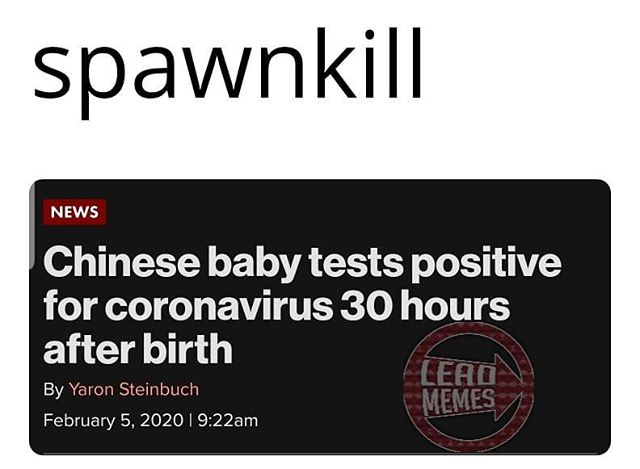 spawnkill
NEWS
Chinese baby tests positive
for coronavirus 30 hours
after birth
By Yaron Steinbuch
February 5, 2020 | 9:22am
LEAD
MEMES